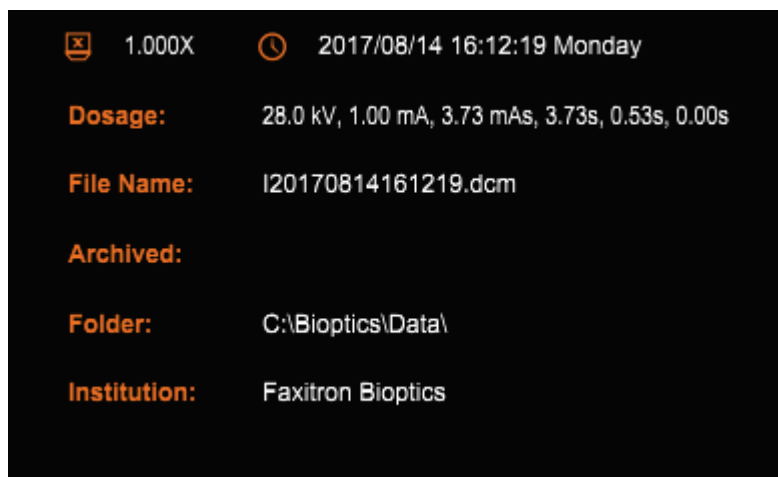 1.000X 2017/08/14 16:12:19 Monday
Dosage: 28.0 kV, 1.00 mA, 3.73 mAs, 3.73s, 0.53s, 0.00s
File Name: I20170814161219.dcm
Archived:
Folder: C:\Bioptics\Data\
Institution: Faxitron Bioptics